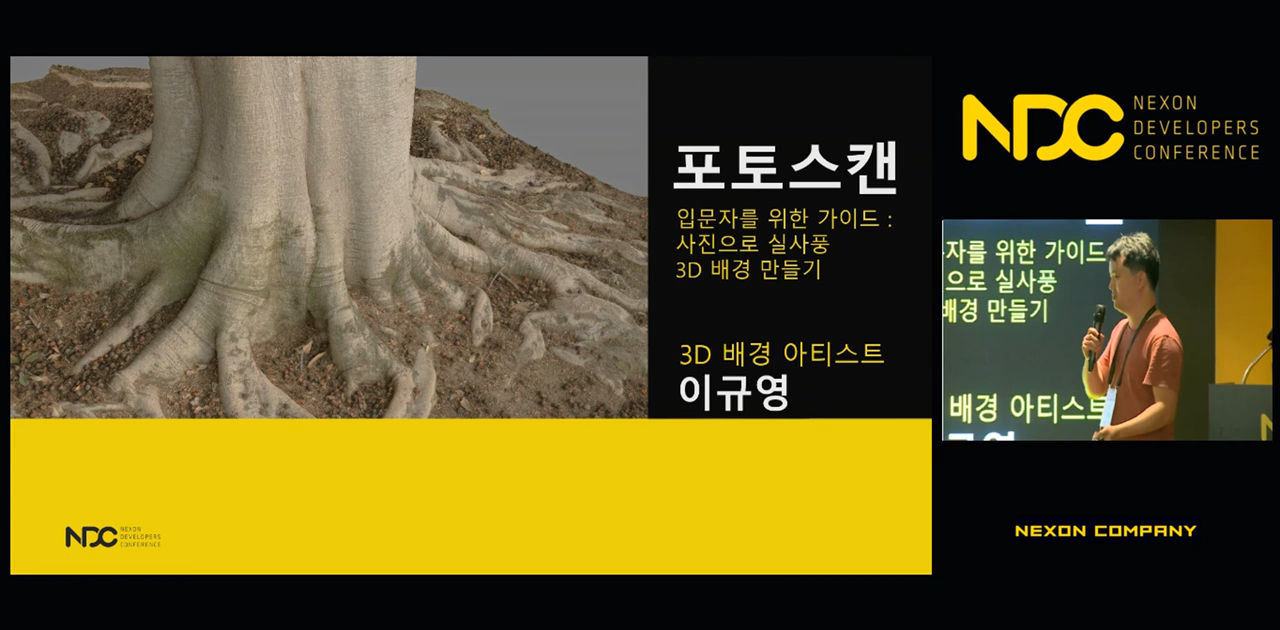 포토스캔
입문자를 위한 가이드 :
사진으로 실사풍
3D 배경 만들기
3D 배경 아티스트
이규영
NDC NEXON
DEVELOPERS
CONFERENCE
NDC NEXON
DEVELOPERS
CONFERENCE
자를 위한 가이드
으로 실사풍
배경 만들기
배경 아티스트
NEXON COMPANY